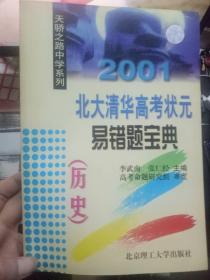 天骄之路中学系列
2001
北大清华高考状元
易错题宝典
(历史)
李武南 张仁经 主编
高考命题研究组 审定
北京理工大学出版社